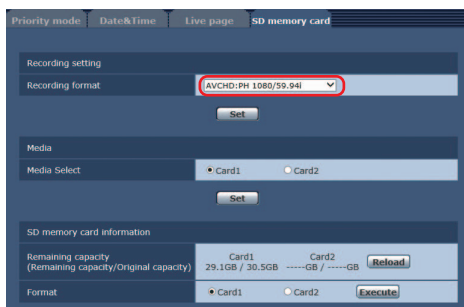 Priority mode Date&Time Live page SD memory card
Recording setting
Recording format AVCHD:PH 1080/59.94i
Set
Media
Media Select Card1 Card2
Set
SD memory card information
Remaining capacity Card1 Card2
(Remaining capacity/Original capacity) 29.1GB / 30.5GB -----GB / -----GB Reload
Format Card1 Card2 Execute